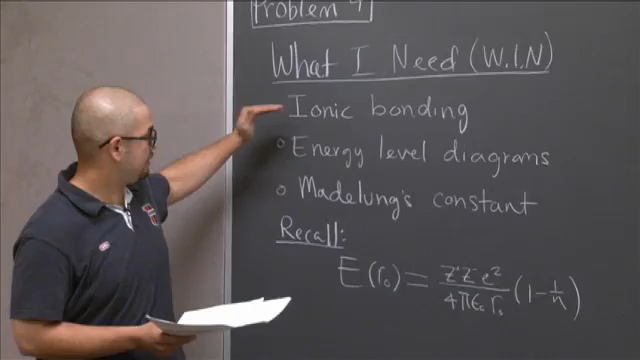 Problem 4
What I Need (W.I.N)
Ionic bonding
Energy level diagrams
Madelung's constant
Recall:
E(r₀) = Z⁺Z⁻e² / 4πε₀r₀ (1 - 1/n)